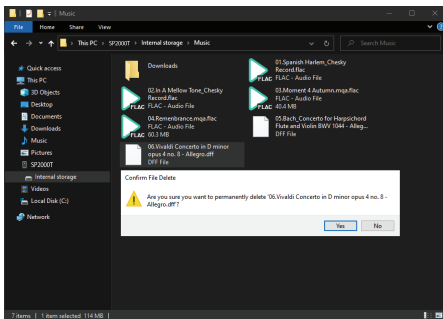 Music
File Home Share View
This PC > SP2000T > Internal storage > Music
Search Music
Quick access
This PC
3D Objects
Desktop
Documents
Downloads
Music
Pictures
SP2000T
Internal storage
Videos
Local Disk (C:)
Network
Downloads
01.Spanish Harlem_Chesky
Record.flac
FLAC - Audio File
FLAC
02.In A Mellow Tone_Chesky
Record.flac
FLAC - Audio File
FLAC
03.Moment 4 Autumn.mqa.flac
FLAC - Audio File
40.4 MB
FLAC
04.Remembrance.mqa.flac
FLAC - Audio File
60.3 MB
FLAC
05.Bach_Concerto for Harpsichord
Flute and Violin BWV 1044 - Alleg...
DFF File
06.Vivaldi Concerto in D minor
opus 4 no. 8 - Allegro.dff
DFF File
Confirm File Delete
Are you sure you want to permanently delete '06.Vivaldi Concerto in D minor opus 4 no. 8 -
Allegro.dff'?
Yes No
7 items 1 item selected 114 MB